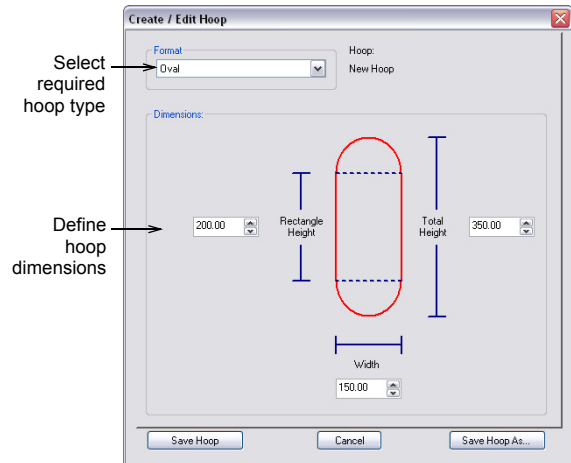 Create / Edit Hoop
Select
required
hoop type
Format
Oval
Hoop:
New Hoop
Dimensions:
Define
hoop
dimensions
200.00
Rectangle
Height
Total
Height
350.00
Width
150.00
Save Hoop
Cancel
Save Hoop As...